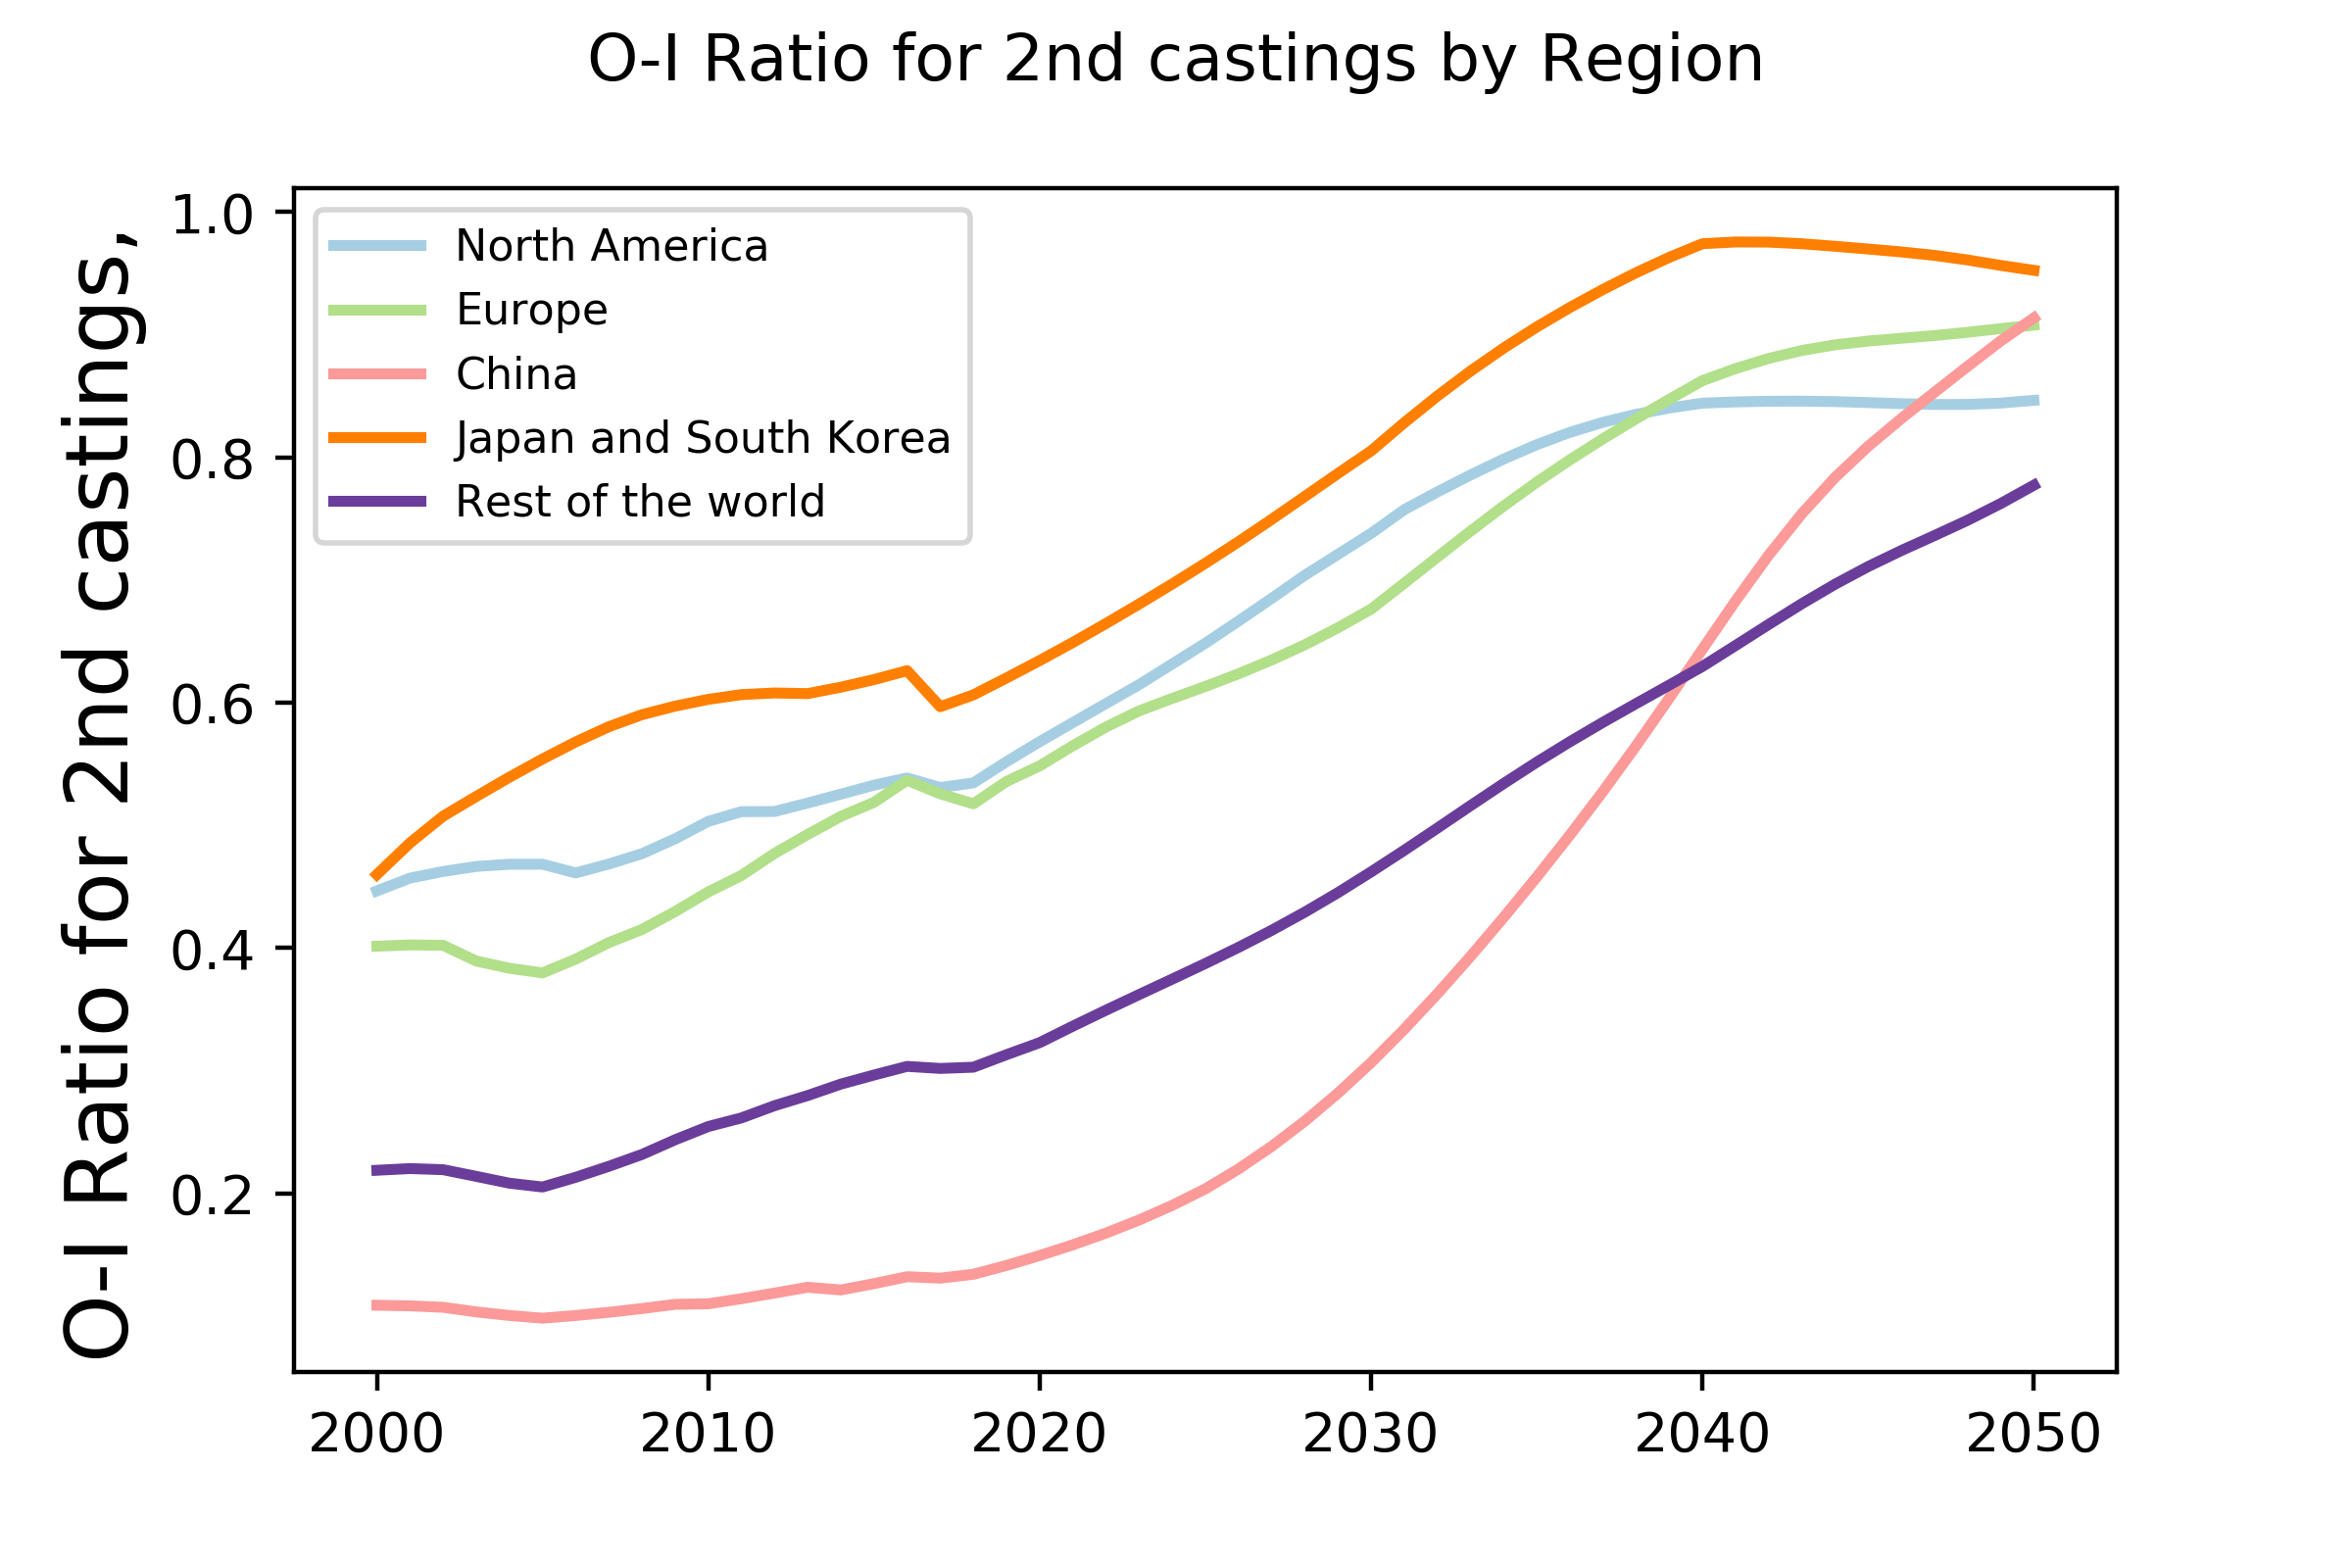 O-I Ratio for 2nd castings by Region
O-I Ratio for 2nd castings,
1.0
0.8
0.6
0.4
0.2
North America
Europe
China
Japan and South Korea
Rest of the world
2000 2010 2020 2030 2040 2050